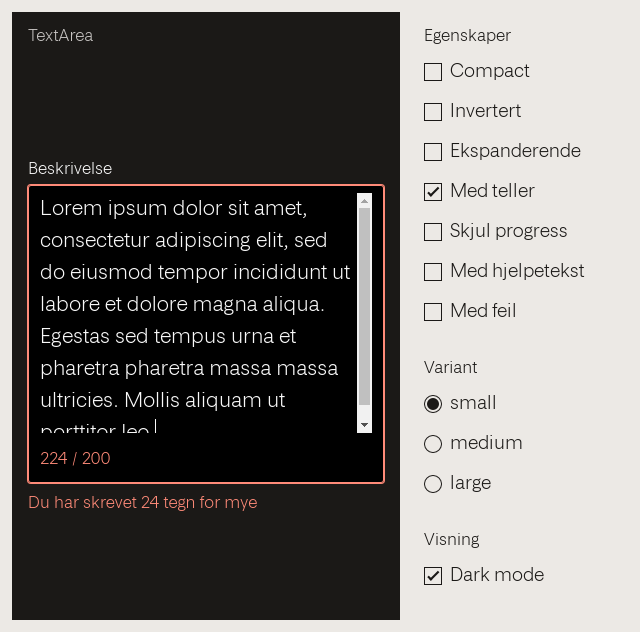 TextArea
Beskrivelse
Lorem ipsum dolor sit amet,
consectetur adipiscing elit, sed
do eiusmod tempor incididunt ut
labore et dolore magna aliqua.
Egestas sed tempus urna et
pharetra pharetra massa massa
ultricies. Mollis aliquam ut
porttitor leo
224 / 200
Du har skrevet 24 tegn for mye
Egenskaper
Compact
Invertert
Ekspanderende
Med teller
Skjul progress
Med hjelpetekst
Med feil
Variant
small
medium
large
Visning
Dark mode